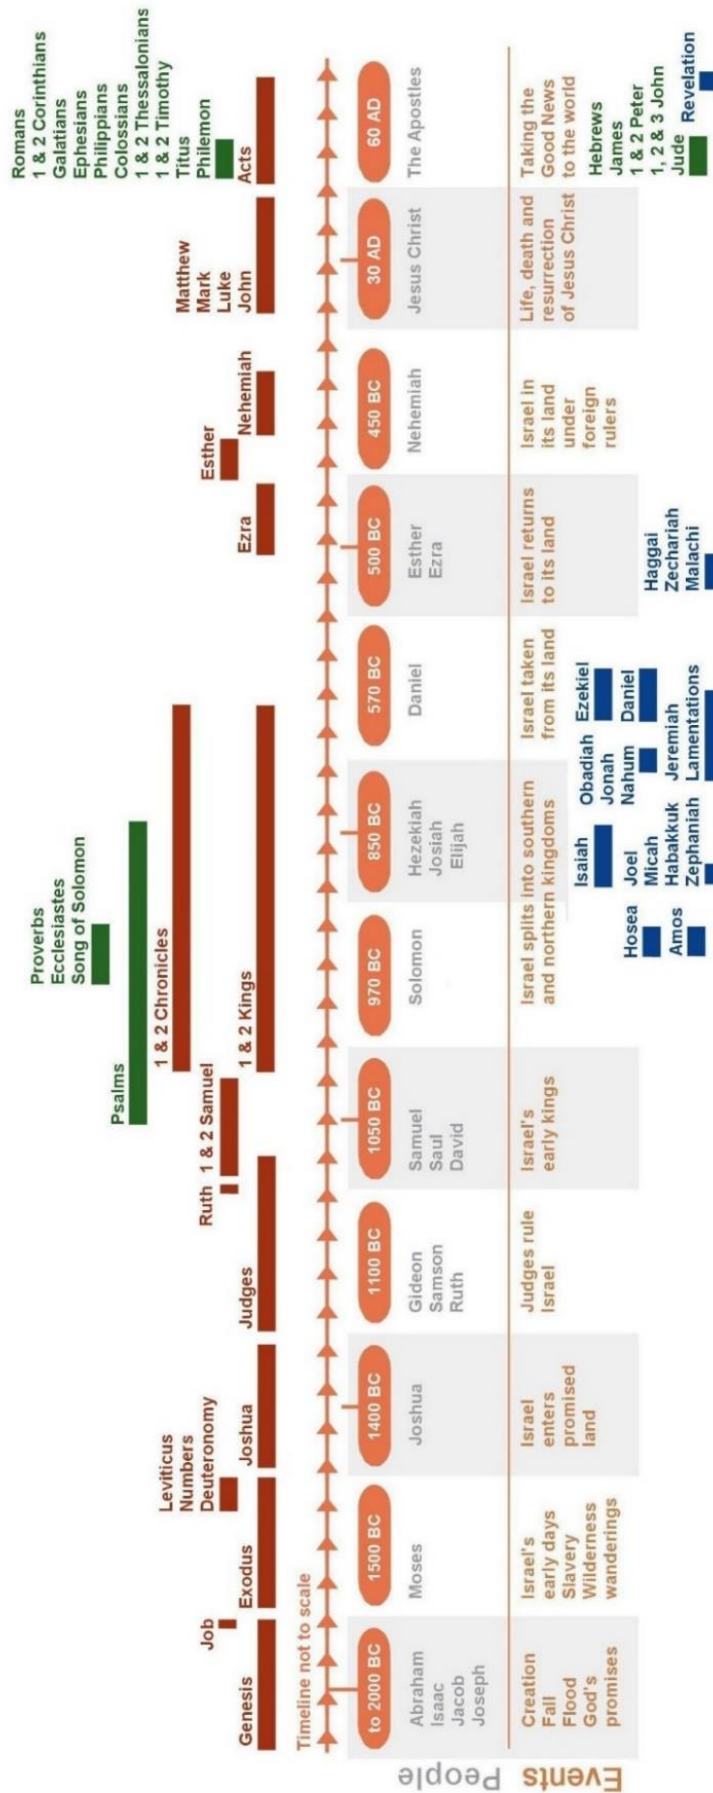 Proverbs
Ecclesiastes
Song of Solomon
Psalms
1 & 2 Chronicles
Leviticus
Numbers
Deuteronomy
Job
Ruth
1 & 2 Samuel
Esther
Genesis
Exodus
Joshua
Judges
1 & 2 Kings
Ezra
Nehemiah
Matthew
Mark
Luke
John
Romans
1 & 2 Corinthians
Galatians
Ephesians
Philippians
Colossians
1 & 2 Thessalonians
1 & 2 Timothy
Titus
Philemon
Acts
Timeline not to scale
to 2000 BC
1500 BC
1400 BC
1100 BC
1050 BC
970 BC
850 BC
570 BC
500 BC
450 BC
30 AD
60 AD
People
Abraham
Isaac
Jacob
Joseph
Moses
Joshua
Gideon
Samson
Ruth
Samuel
Saul
David
Solomon
Hezekiah
Josiah
Elijah
Daniel
Esther
Ezra
Nehemiah
Jesus Christ
The Apostles
Events
Creation
Fall
Flood
God's
promises
Israel's
early days
Slavery
Wilderness
wanderings
Israel
enters
promised
land
Judges rule
Israel
Israel's
early kings
Israel splits into southern
and northern kingdoms
Israel taken
from its land
Israel returns
to its land
Israel in
its land
under
foreign
rulers
Life, death and
resurrection
of Jesus Christ
Taking the
Good News
to the world
Hosea
Amos
Isaiah
Joel
Micah
Habakkuk
Zephaniah
Obadiah
Jonah
Nahum
Jeremiah
Lamentations
Ezekiel
Daniel
Haggai
Zechariah
Malachi
Hebrews
James
1 & 2 Peter
1, 2 & 3 John
Jude
Revelation